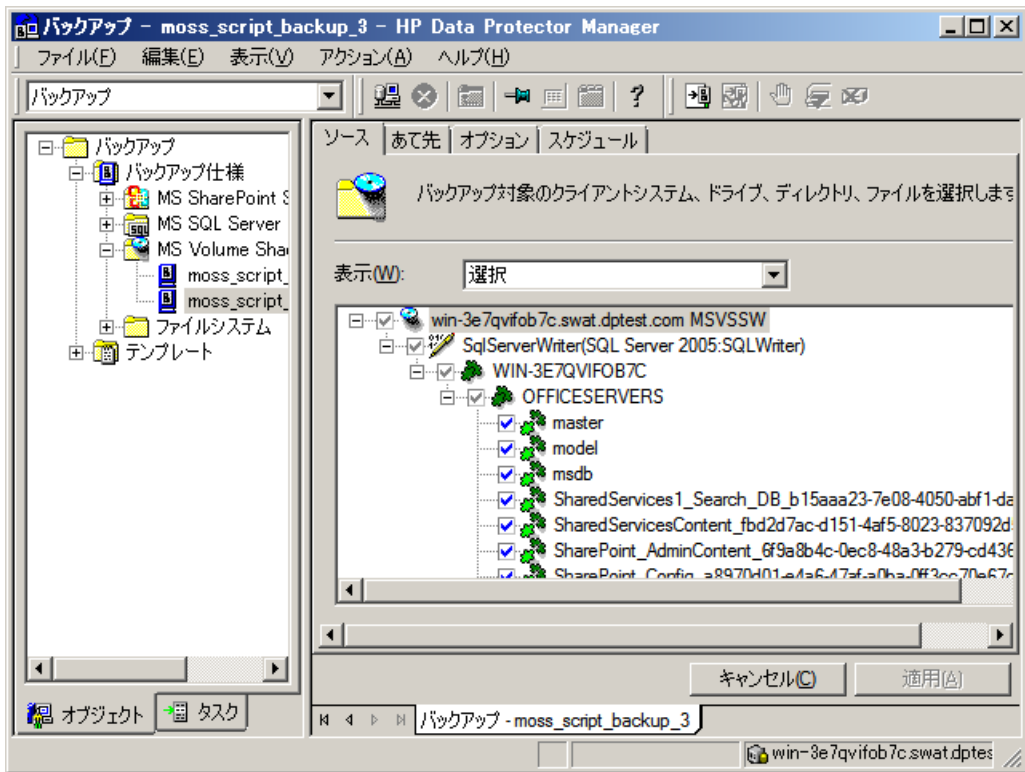 バックアップ - moss_script_backup_3 - HP Data Protector Manager
ファイル(F) 編集(E) 表示(V) アクション(A) ヘルプ(H)
バックアップ
バックアップ
バックアップ仕様
MS SharePoint S
MS SQL Server
MS Volume Shad
moss_script_
moss_script_
ファイルシステム
テンプレート
オブジェクト タスク
ソース あて先 オプション スケジュール
バックアップ対象のクライアントシステム、ドライブ、ディレクトリ、ファイルを選択しま
表示(W): 選択
win-3e7qvifob7c.swat.dptest.com MSVSSW
SqlServerWriter(SQL Server 2005:SQLWriter)
WIN-3E7QVIFOB7C
OFFICESERVERS
master
model
msdb
SharedServices1_Search_DB_b15aaa23-7e08-4050-abf1-da
SharedServicesContent_fbd2d7ac-d151-4af5-8023-837092d
SharePoint_AdminContent_6f9a8b4c-0ec8-48a3-b279-cd436
SharePoint_Config_a8970d01-e4a6-47af-a0ba-0ff3cc70e67c
キャンセル(C) 適用(A)
バックアップ - moss_script_backup_3
win-3e7qvifob7c.swat.dptes